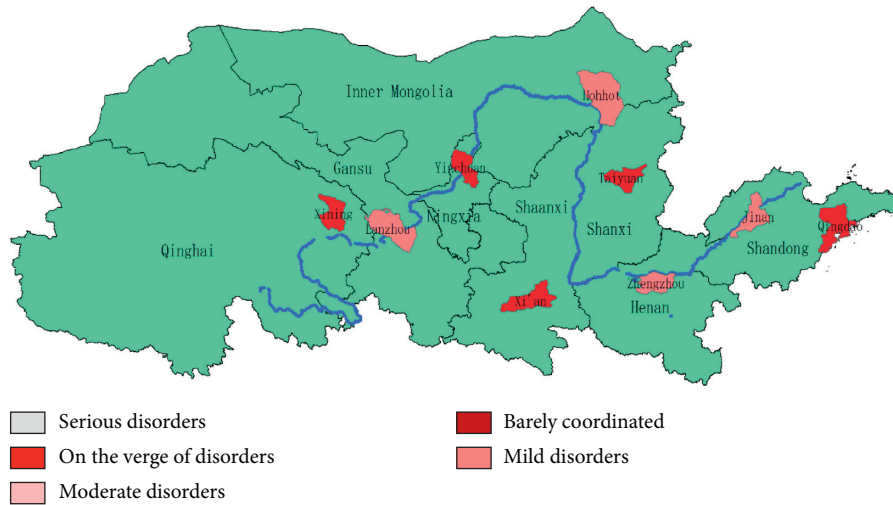 Inner Mongolia
Hohhot
Gansu
Yinchuan
Taiyuan
Shaanxi
Xining
Ningxia
Lanzhou
Jinan
Shanxi
Qingdao
Qinghai
Shandong
Zhengzhou
Xi'an
Henan
Serious disorders
On the verge of disorders
Moderate disorders
Barely coordinated
Mild disorders